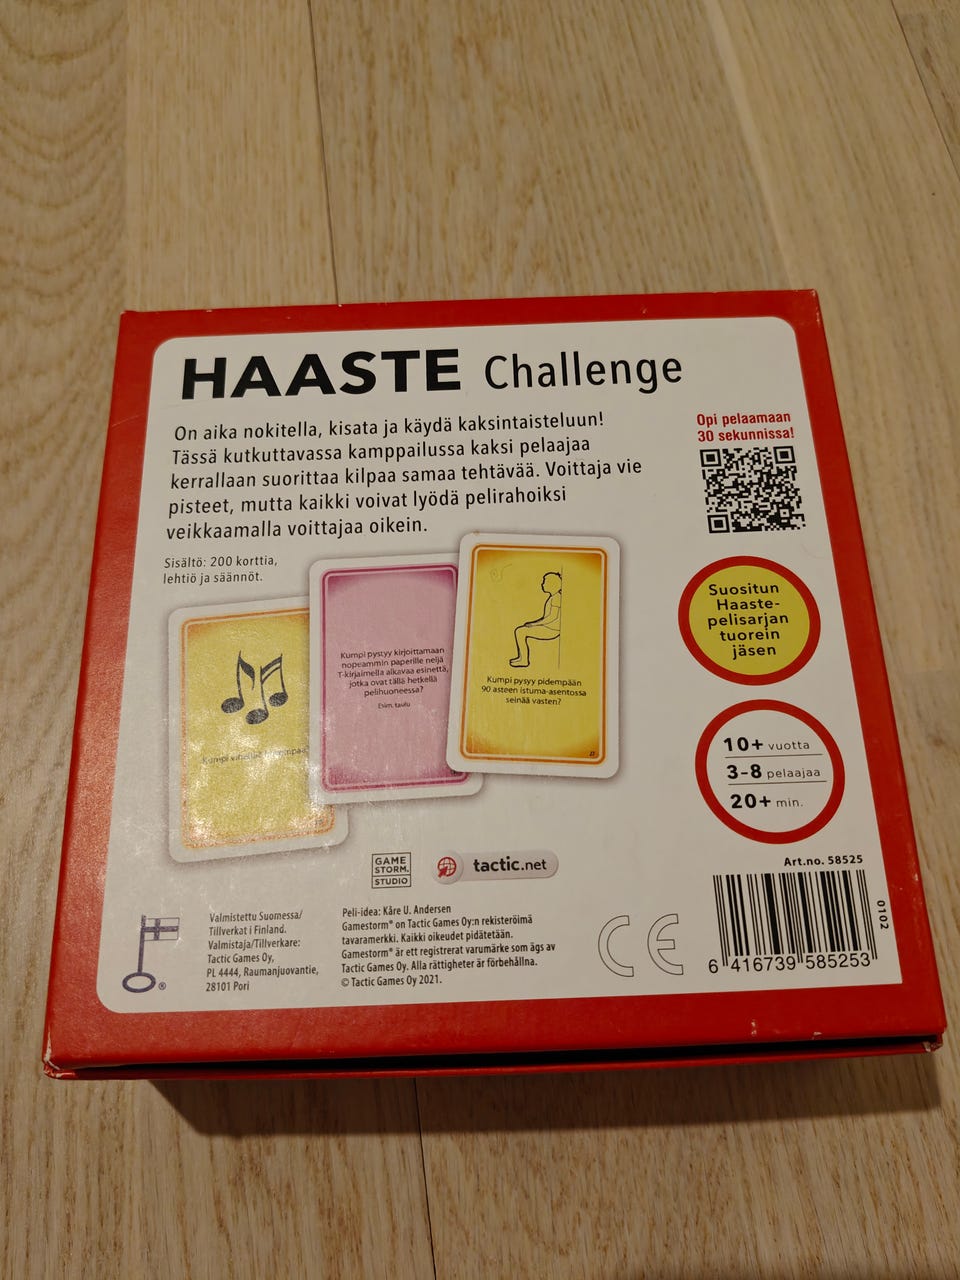 HAASTE Challenge
On aika nokitella, kisata ja käydä kaksintaisteluun!
Tässä kutkuttavassa kamppailussa kaksi pelaajaa
kerrallaan suorittaa kilpaa samaa tehtävää. Voittaja vie
pisteet, mutta kaikki voivat lyödä pelirahoiksi
veikkaamalla voittajaa oikein.
Sisältö: 200 korttia,
lehtiö ja säännöt.
Opi pelaamaan
30 sekunnissa!
Suositun
Haaste-
pelisarjan
tuorein
jäsen
10+ vuotta
3-8 pelaajaa
20+ min.
Kumpi
Kumpi pystyy kirjoittamaan
nopeammin paperille neljä
T-kirjaimella alkavaa esinettä,
jotka ovat tällä hetkellä
pelihuoneessa?
Esim. taulu
Kumpi pysyy pidempään
90 asteen istuma-asentossa
seinää vasten?
27
GAME
STORM®
STUDIO
tactic.net
Valmistettu Suomessa/
Tillverkat i Finland.
Valmistaja/Tillverkare:
Tactic Games Oy,
PL 4444, Raumanjuovantie,
28101 Pori
®
Peli-idea: Kåre U. Andersen
Gamestorm® on Tactic Games Oy:n rekisteröimä
tavaramerkki. Kaikki oikeudet pidätetään.
Gamestorm® är ett registrerat varumärke som ägs av
Tactic Games Oy. Alla rättigheter är förbehållna.
© Tactic Games Oy 2021.
CE
Art.no. 58525
0102
6 416739 585253